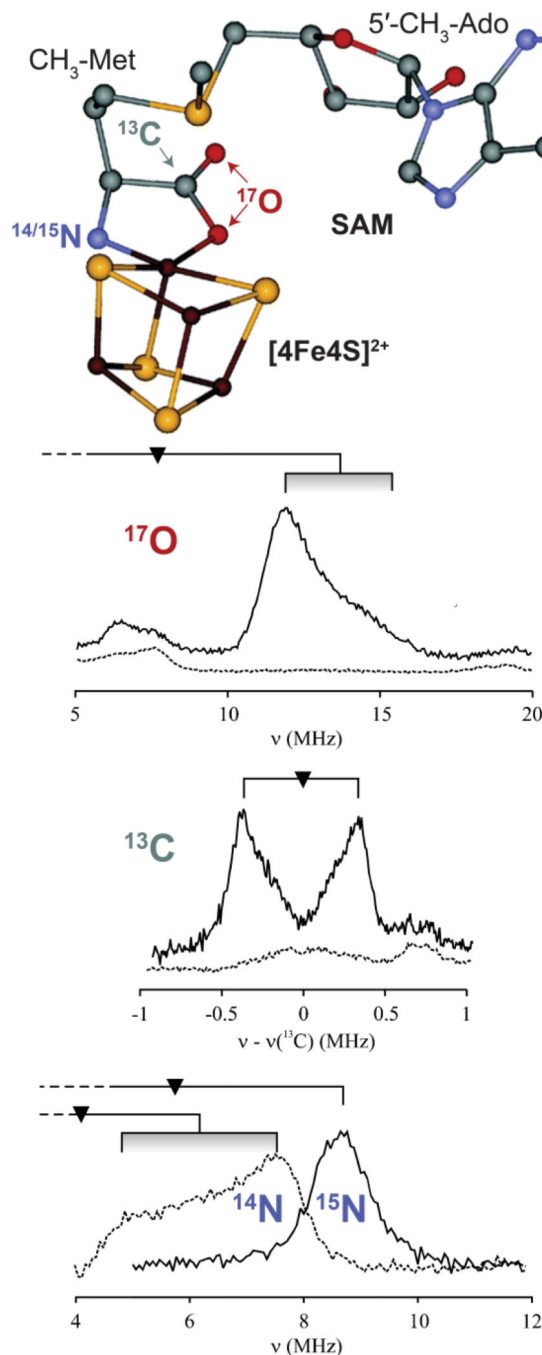 5′-CH₃-Ado
CH₃-Met
¹³C
¹⁷O
¹⁴/¹⁵N
SAM
[4Fe4S]²⁺
¹⁷O
5 10 15 20
ν (MHz)
¹³C
-1 -0.5 0 0.5 1
ν - ν(¹³C) (MHz)
¹⁴N ¹⁵N
4 6 8 10 12
ν (MHz)